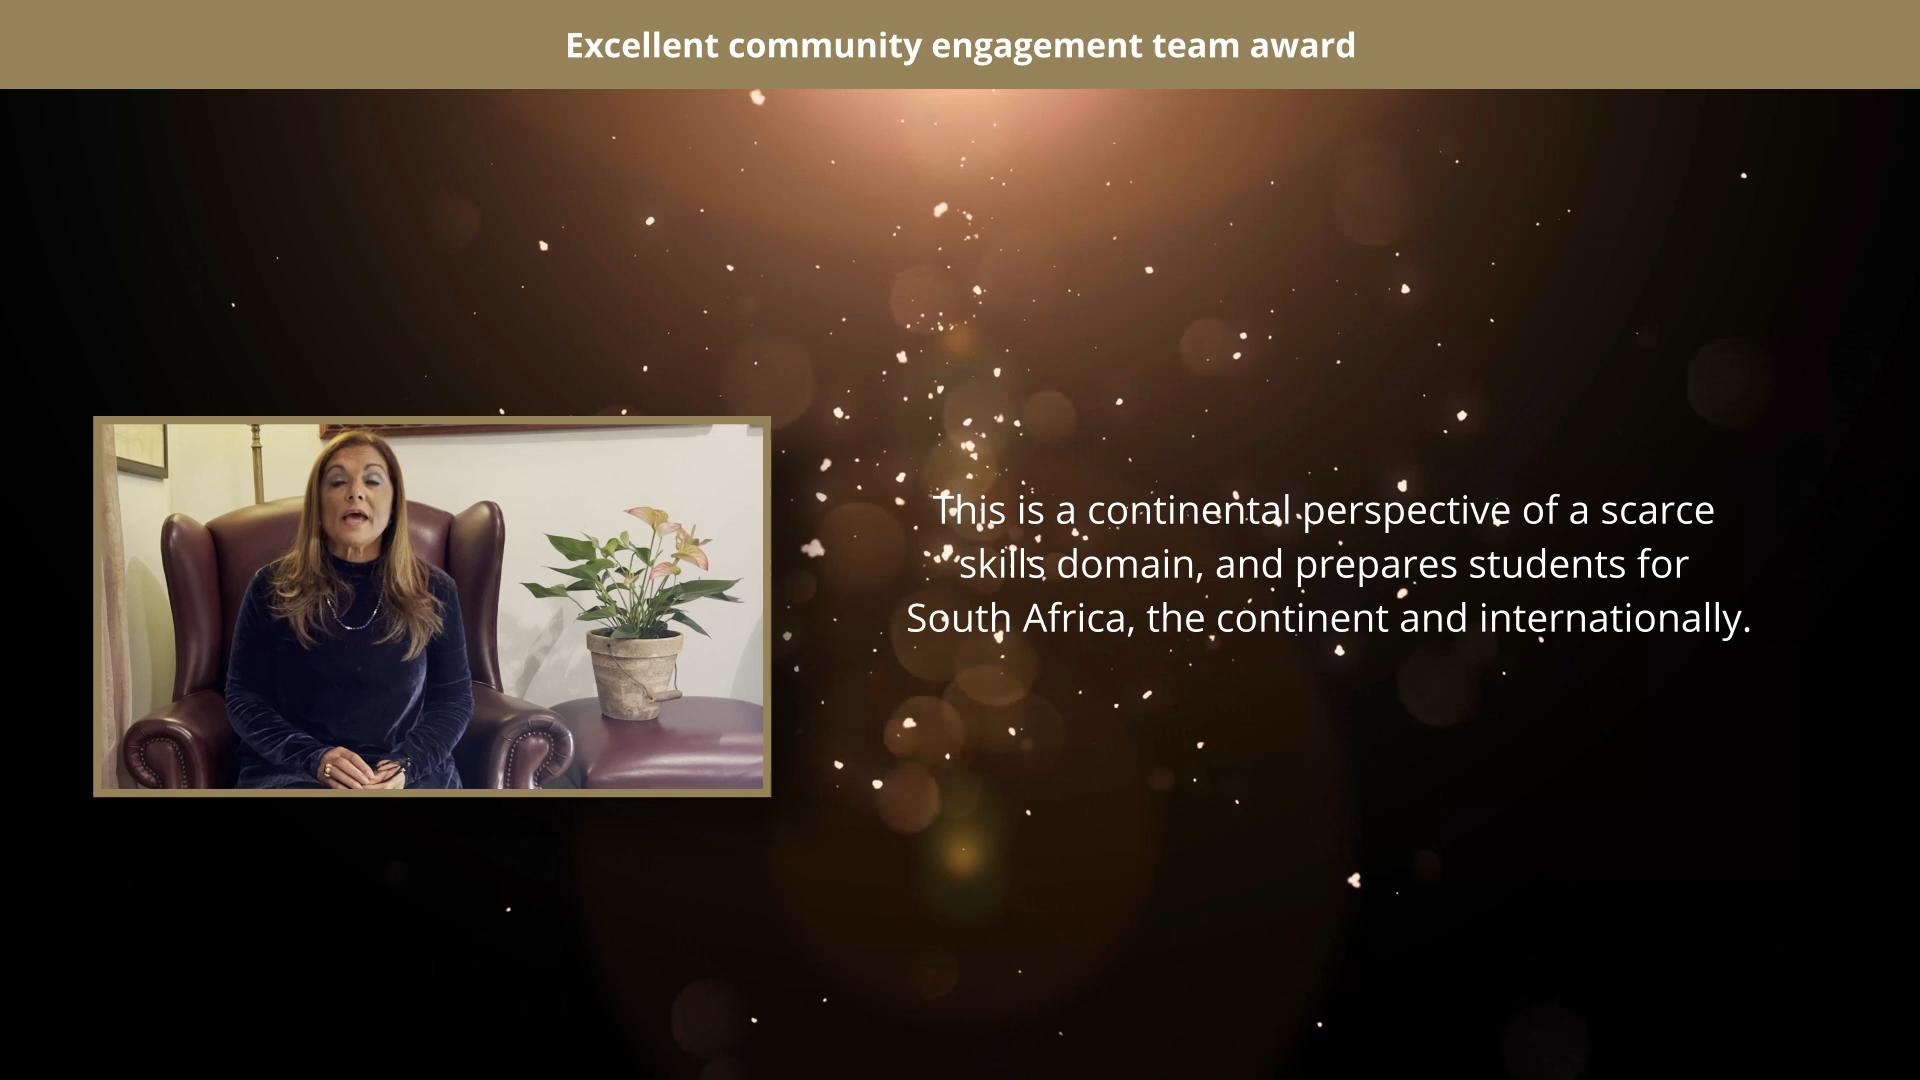 Excellent community engagement team award
This is a continental perspective of a scarce
skills domain, and prepares students for
South Africa, the continent and internationally.